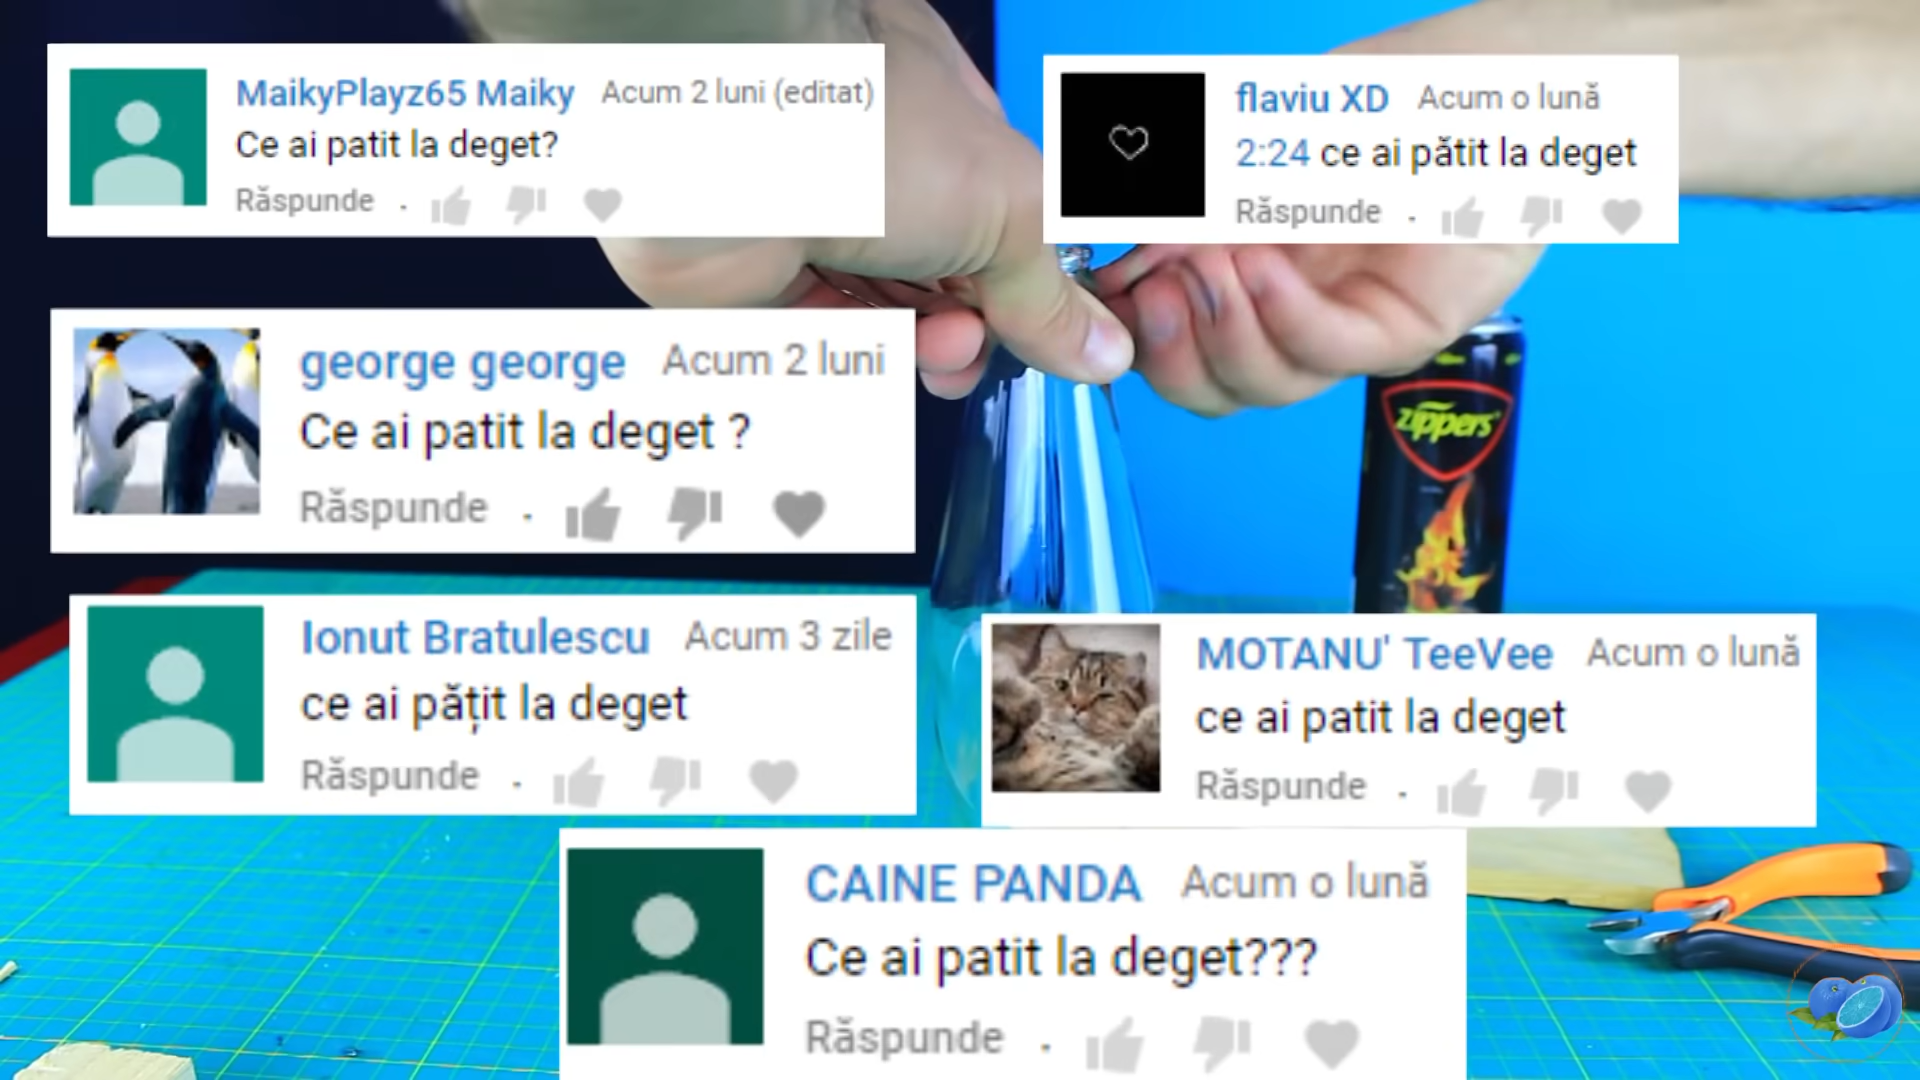 MaikyPlayz65 Maiky Acum 2 luni (editat)
Ce ai patit la deget?
Răspunde .
flaviu XD Acum o lună
2:24 ce ai pătit la deget
Răspunde .
george george Acum 2 luni
Ce ai patit la deget ?
Răspunde .
zippers
Ionut Bratulescu Acum 3 zile
ce ai pățit la deget
Răspunde .
MOTANU' TeeVee Acum o lună
ce ai patit la deget
Răspunde .
CAINE PANDA Acum o lună
Ce ai patit la deget???
Răspunde .